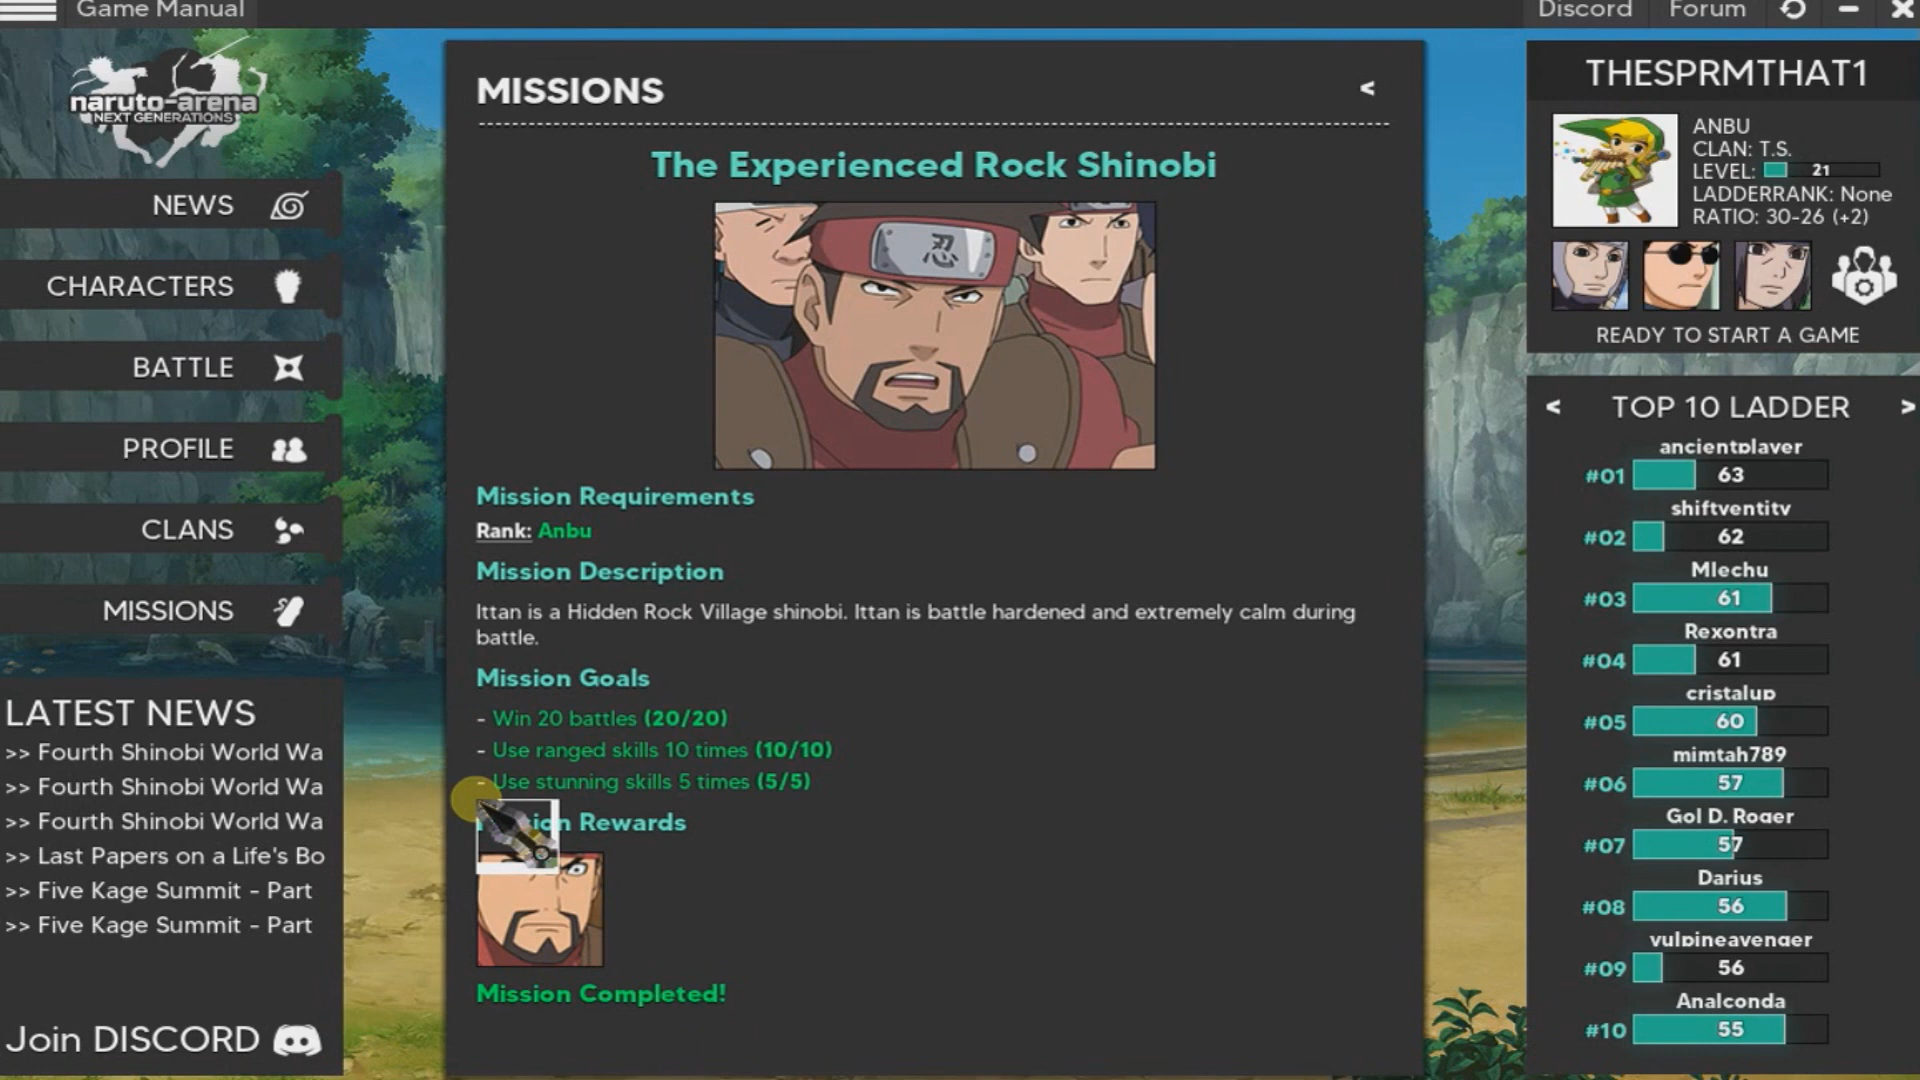 Game Manual
Discord
Forum
naruto-arena
NEXT GENERATIONS
NEWS
CHARACTERS
BATTLE
PROFILE
CLANS
MISSIONS
LATEST NEWS
>> Fourth Shinobi World Wa
>> Fourth Shinobi World Wa
>> Fourth Shinobi World Wa
>> Last Papers on a Life's Bo
>> Five Kage Summit - Part
>> Five Kage Summit - Part
Join DISCORD
MISSIONS <
The Experienced Rock Shinobi
忍
Mission Requirements
Rank: Anbu
Mission Description
Ittan is a Hidden Rock Village shinobi. Ittan is battle hardened and extremely calm during
battle.
Mission Goals
- Win 20 battles (20/20)
- Use ranged skills 10 times (10/10)
- Use stunning skills 5 times (5/5)
Rewards
Mission Completed!
THESPRMTHAT1
ANBU
CLAN: T.S.
LEVEL: 21
LADDERRANK: None
RATIO: 30-26 (+2)
READY TO START A GAME
< TOP 10 LADDER >
ancientplayer
#01 63
shiftyentity
#02 62
Mlechu
#03 61
Rexontra
#04 61
cristalup
#05 60
mimtah789
#06 57
Gol D. Roger
#07 57
Darius
#08 56
vulpineavenger
#09 56
Analconda
#10 55